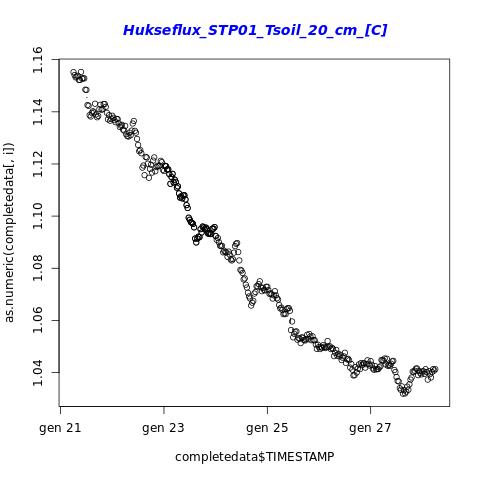 Hukseflux_STP01_Tsoil_20_cm_[C]
as.numeric(completedata[, i])
1.16
1.14
1.12
1.10
1.08
1.06
1.04
gen 21 gen 23 gen 25 gen 27
completedata$TIMESTAMP